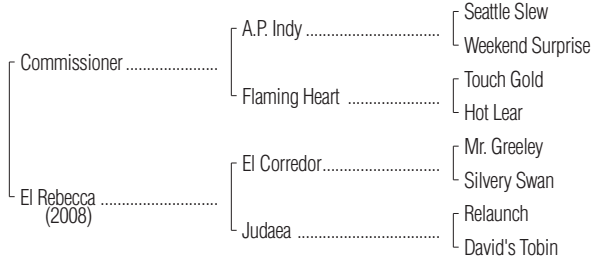 Seattle Slew
A.P. Indy ........................
Weekend Surprise
Commissioner .......................
Touch Gold
Flaming Heart ........................
Hot Lear
Mr. Greeley
El Corredor........................
Silvery Swan
El Rebecca ..............................
(2008)
Relaunch
Judaea ....................................
David's Tobin